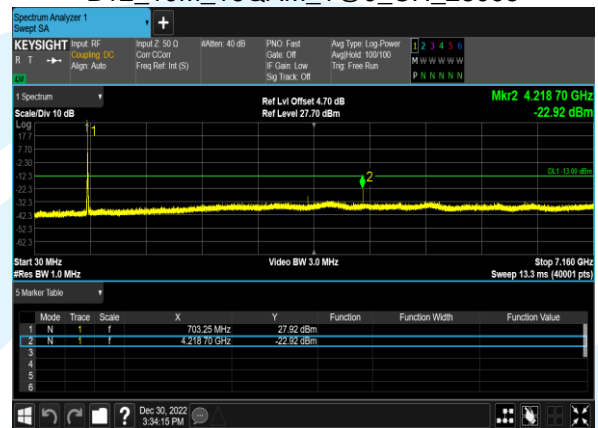 Spectrum Analyzer 1
Swept SA
KEYSIGHT
R T
LV
Input: RF
Coupling: DC
Align: Auto
Input Z: 50 Ω
Corr CCorr
Freq Ref: Int (S)
#Atten: 40 dB
PNO: Fast
Gate: Off
IF Gain: Low
Sig Track: Off
Avg Type: Log-Power
Avg|Hold: 100/100
Trig: Free Run
1 2 3 4 5 6
M W W W W W
P N N N N N
1 Spectrum
Scale/Div 10 dB
Ref Lvl Offset 4.70 dB
Ref Level 27.70 dBm
Mkr2 4.218 70 GHz
-22.92 dBm
Log
17.7
7.70
-2.30
-12.3
-22.3
-32.3
-42.3
-52.3
-62.3
1
2
DL1 -13.00 dBm
Start 30 MHz
#Res BW 1.0 MHz
Video BW 3.0 MHz
Stop 7.160 GHz
Sweep 13.3 ms (40001 pts)
5 Marker Table
Mode Trace Scale X Y Function Function Width Function Value
1 N 1 f 703.25 MHz 27.92 dBm
2 N 1 f 4.218 70 GHz -22.92 dBm
3
4
5
6
?
Dec 30, 2022
3:34:15 PM